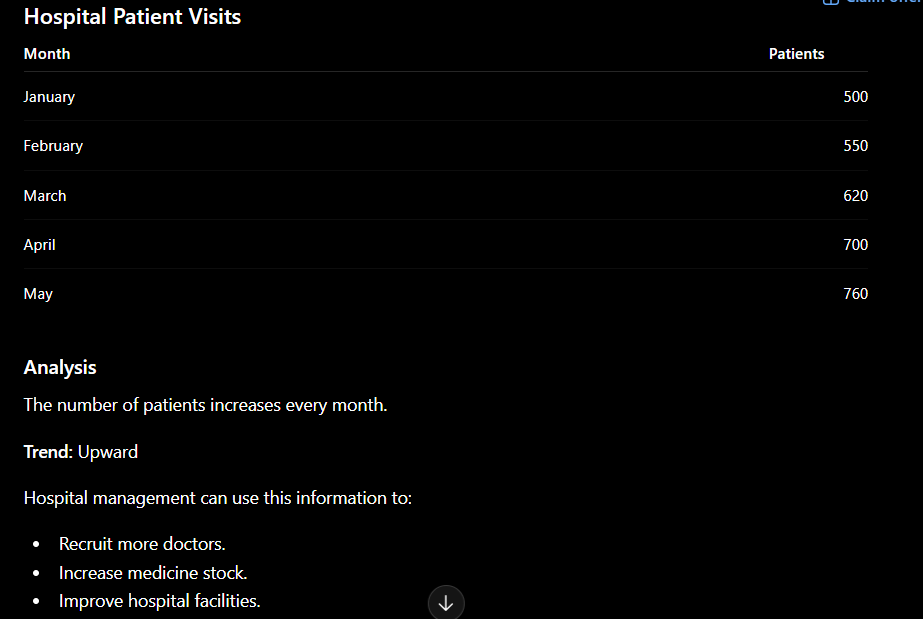 Hospital Patient Visits
Month Patients
January 500
February 550
March 620
April 700
May 760
Analysis
The number of patients increases every month.
Trend: Upward
Hospital management can use this information to:
• Recruit more doctors.
• Increase medicine stock.
• Improve hospital facilities.